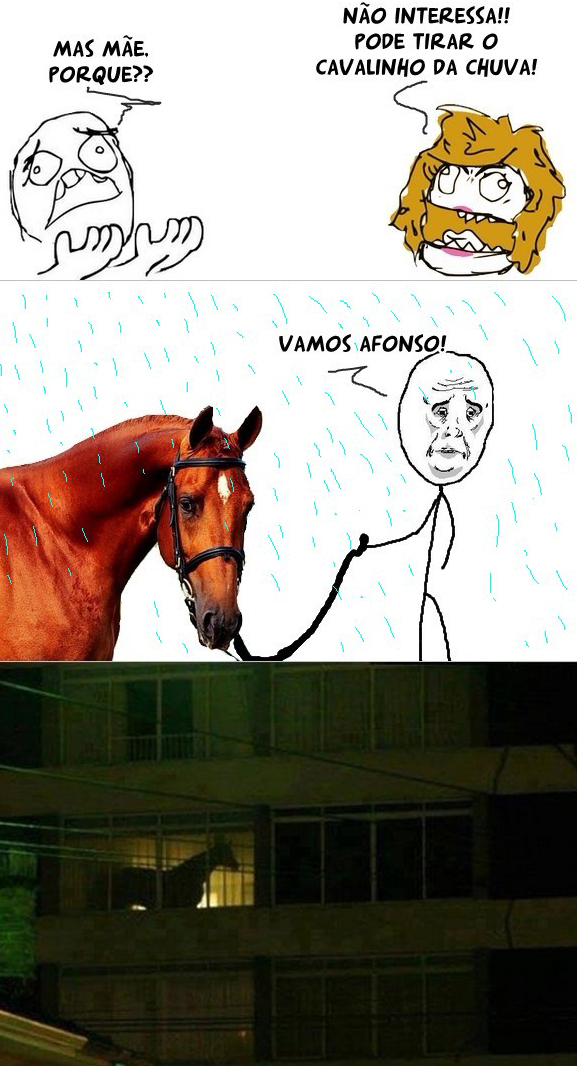 MAS MÃE,
PORQUE??
NÃO INTERESSA!!
PODE TIRAR O
CAVALINHO DA CHUVA!
VAMOS AFONSO!